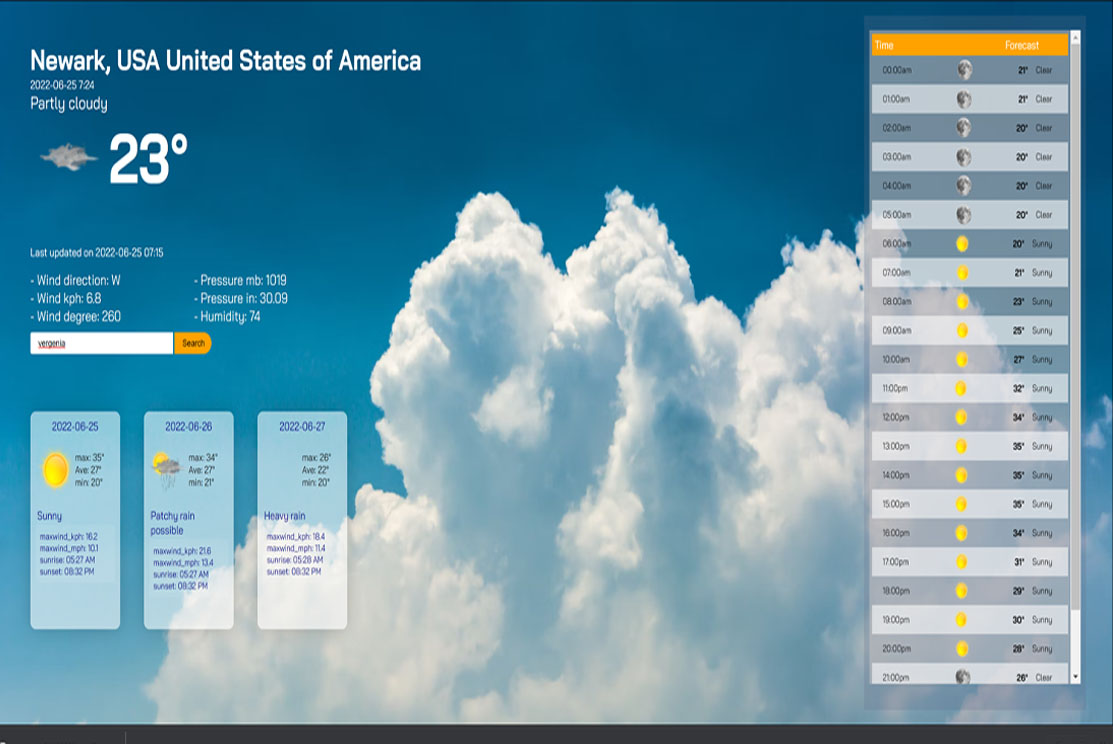 Newark, USA United States of America
2022-06-25 7:24
Partly cloudy
23°
Last updated on 2022-06-25 07:15
- Wind direction: W
- Wind kph: 6.8
- Wind degree: 260
- Pressure mb: 1019
- Pressure in: 30.09
- Humidity: 74
vergenia
Search
2022-06-25
max: 35°
Ave: 27°
min: 20°
Sunny
maxwind_kph: 16.2
maxwind_mph: 10.1
sunrise: 05:27 AM
sunset: 08:32 PM
2022-06-26
max: 34°
Ave: 27°
min: 21°
Patchy rain
possible
maxwind_kph: 21.6
maxwind_mph: 13.4
sunrise: 05:27 AM
sunset: 08:32 PM
2022-06-27
max: 26°
Ave: 22°
min: 20°
Heavy rain
maxwind_kph: 18.4
maxwind_mph: 11.4
sunrise: 05:28 AM
sunset: 08:32 PM
Time Forecast
00:00am 21° Clear
01:00am 21° Clear
02:00am 20° Clear
03:00am 20° Clear
04:00am 20° Clear
05:00am 20° Clear
06:00am 20° Sunny
07:00am 21° Sunny
08:00am 23° Sunny
09:00am 25° Sunny
10:00am 27° Sunny
11:00pm 32° Sunny
12:00pm 34° Sunny
13:00pm 35° Sunny
14:00pm 35° Sunny
15:00pm 35° Sunny
16:00pm 34° Sunny
17:00pm 31° Sunny
18:00pm 29° Sunny
19:00pm 30° Sunny
20:00pm 28° Sunny
21:00pm 26° Clear